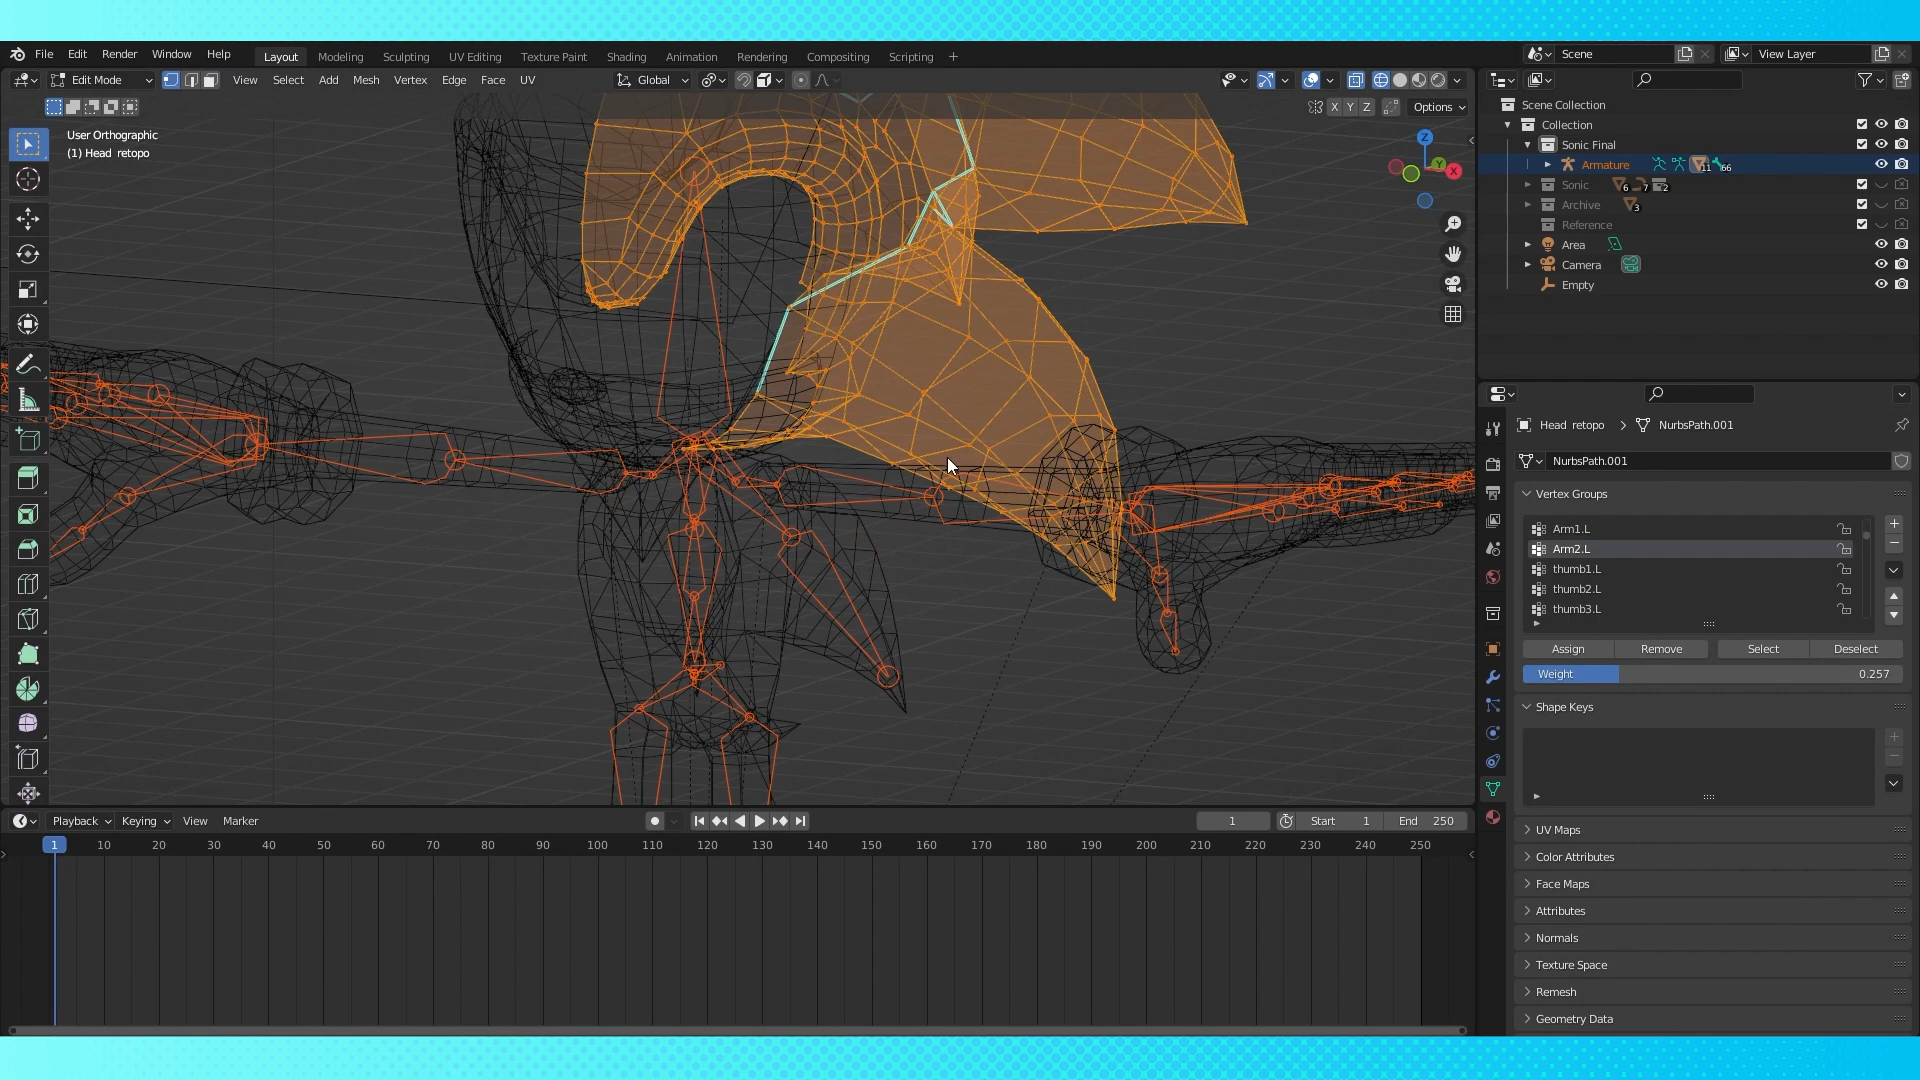 File Edit Render Window Help Layout Modeling Sculpting UV Editing Texture Paint Shading Animation Rendering Compositing Scripting + Scene View Layer
Edit Mode View Select Add Mesh Vertex Edge Face UV Global
X Y Z Options
User Orthographic
(1) Head retopo
Z
Y
X
Scene Collection
Collection
Sonic Final
Armature 11 66
Sonic 6 7 2
Archive 3
Reference
Area
Camera
Empty
Head retopo NurbsPath.001
NurbsPath.001
Vertex Groups
Arm1.L
Arm2.L
thumb1.L
thumb2.L
thumb3.L
Assign Remove Select Deselect
Weight 0.257
Shape Keys
UV Maps
Color Attributes
Face Maps
Attributes
Normals
Texture Space
Remesh
Geometry Data
Playback Keying View Marker 1 Start 1 End 250
1 10 20 30 40 50 60 70 80 90 100 110 120 130 140 150 160 170 180 190 200 210 220 230 240 250